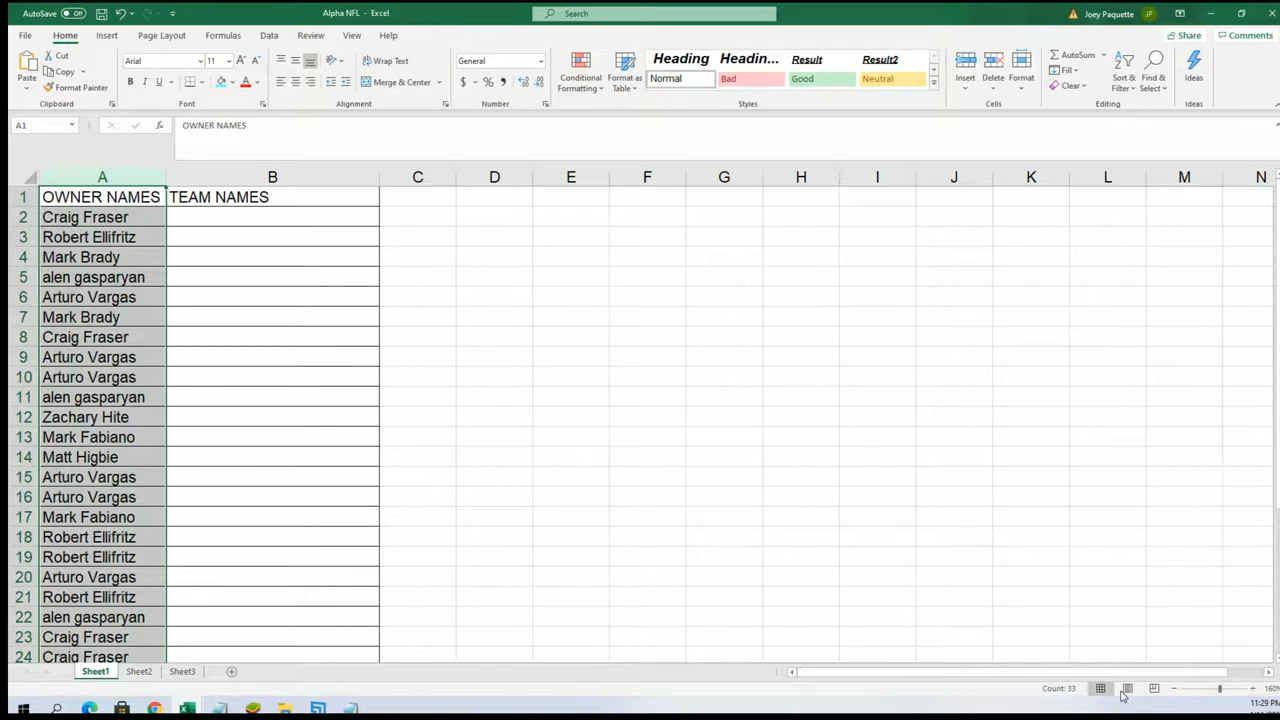 AutoSave Off
Alpha NFL - Excel
Search
Joey Paquette JP
File Home Insert Page Layout Formulas Data Review View Help Share Comments
Paste Cut Copy Format Painter Clipboard
Arial 11 B I U A Font
Wrap Text Merge & Center Alignment
General $ % Number
Conditional Formatting Format as Table
Heading Headin... Result Result2
Normal Bad Good Neutral Styles
Insert Delete Format Cells
AutoSum Fill Clear Sort & Filter Find & Select Editing
Ideas Ideas
A1 fx OWNER NAMES
A B C D E F G H I J K L M N
1 OWNER NAMES TEAM NAMES
2 Craig Fraser
3 Robert Ellifritz
4 Mark Brady
5 alen gasparyan
6 Arturo Vargas
7 Mark Brady
8 Craig Fraser
9 Arturo Vargas
10 Arturo Vargas
11 alen gasparyan
12 Zachary Hite
13 Mark Fabiano
14 Matt Higbie
15 Arturo Vargas
16 Arturo Vargas
17 Mark Fabiano
18 Robert Ellifritz
19 Robert Ellifritz
20 Arturo Vargas
21 Robert Ellifritz
22 alen gasparyan
23 Craig Fraser
24 Craig Fraser
Sheet1 Sheet2 Sheet3
Count: 33 160%
11:29 PM